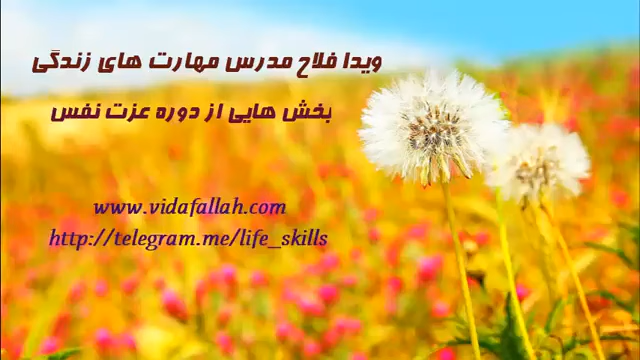 ویدا فلاح مدرس مهارت های زندگی
بخش هایی از دوره عزت نفس
www.vidafallah.com
http://telegram.me/life_skills